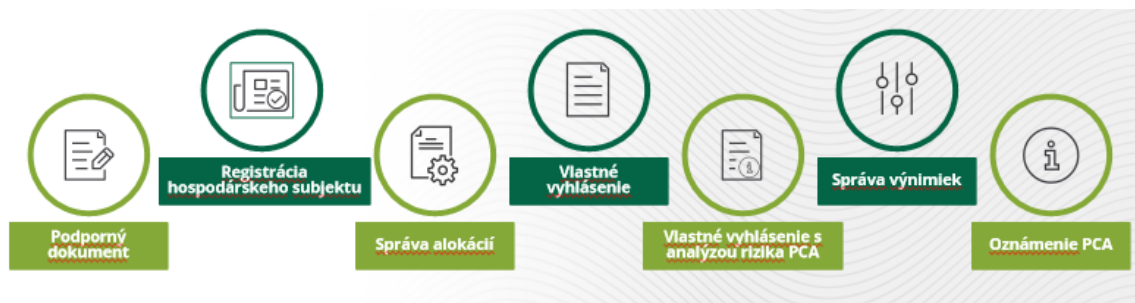 Podporný
dokument
Registrácia
hospodárskeho subjektu
Správa alokácií
Vlastné
vyhlásenie
Vlastné vyhlásenie s
analýzou rizika PCA
Správa výnimiek
Oznámenie PCA